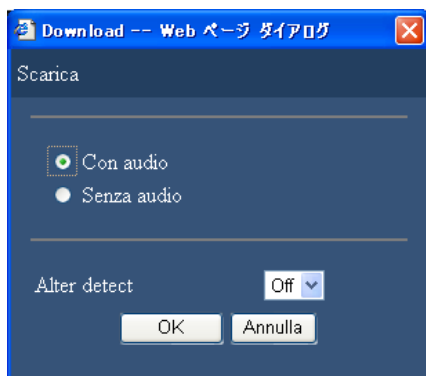 Download -- Web ページ ダイアログ
Scarica
Con audio
Senza audio
Alter detect Off
OK Annulla